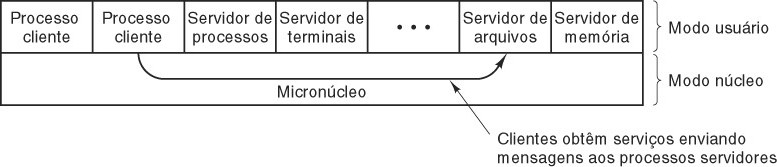 Processo
cliente
Processo
cliente
Servidor de
processos
Servidor de
terminais
• • •
Servidor de
arquivos
Servidor de
memória
Modo usuário
Micronúcleo
Modo núcleo
Clientes obtêm serviços enviando
mensagens aos processos servidores